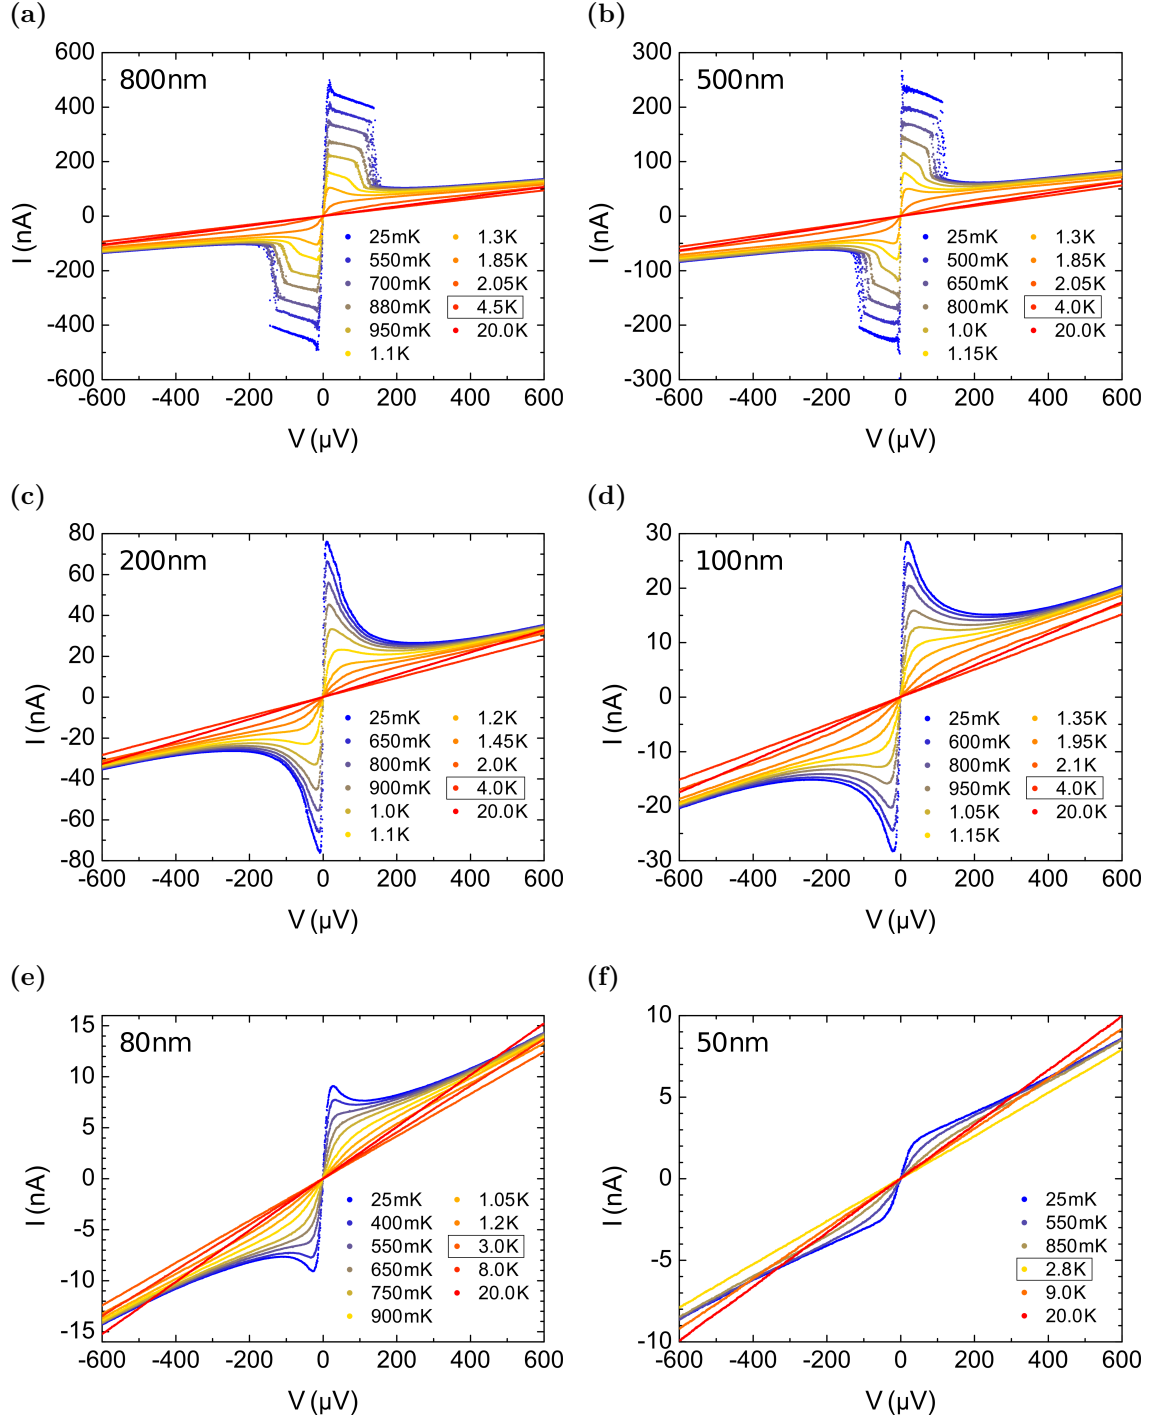 (a)
800nm
600
400
200
0
-200
-400
-600
I (nA)
-600 -400 -200 0 200 400 600
V (µV)
25mK 1.3K
550mK 1.85K
700mK 2.05K
880mK 4.5K
950mK 20.0K
1.1K
(b)
500nm
300
200
100
0
-100
-200
-300
I (nA)
-600 -400 -200 0 200 400 600
V (µV)
25mK 1.3K
500mK 1.85K
650mK 2.05K
800mK 4.0K
1.0K 20.0K
1.15K
(c)
200nm
80
60
40
20
0
-20
-40
-60
-80
I (nA)
-600 -400 -200 0 200 400 600
V (µV)
25mK 1.2K
650mK 1.45K
800mK 2.0K
900mK 4.0K
1.0K 20.0K
1.1K
(d)
100nm
30
20
10
0
-10
-20
-30
I (nA)
-600 -400 -200 0 200 400 600
V (µV)
25mK 1.35K
600mK 1.95K
800mK 2.1K
950mK 4.0K
1.05K 20.0K
1.15K
(e)
80nm
15
10
5
0
-5
-10
-15
I (nA)
-600 -400 -200 0 200 400 600
V (µV)
25mK 1.05K
400mK 1.2K
550mK 3.0K
650mK 8.0K
750mK 20.0K
900mK
(f)
50nm
10
5
0
-5
-10
I (nA)
-600 -400 -200 0 200 400 600
V (µV)
25mK
550mK
850mK
2.8K
9.0K
20.0K